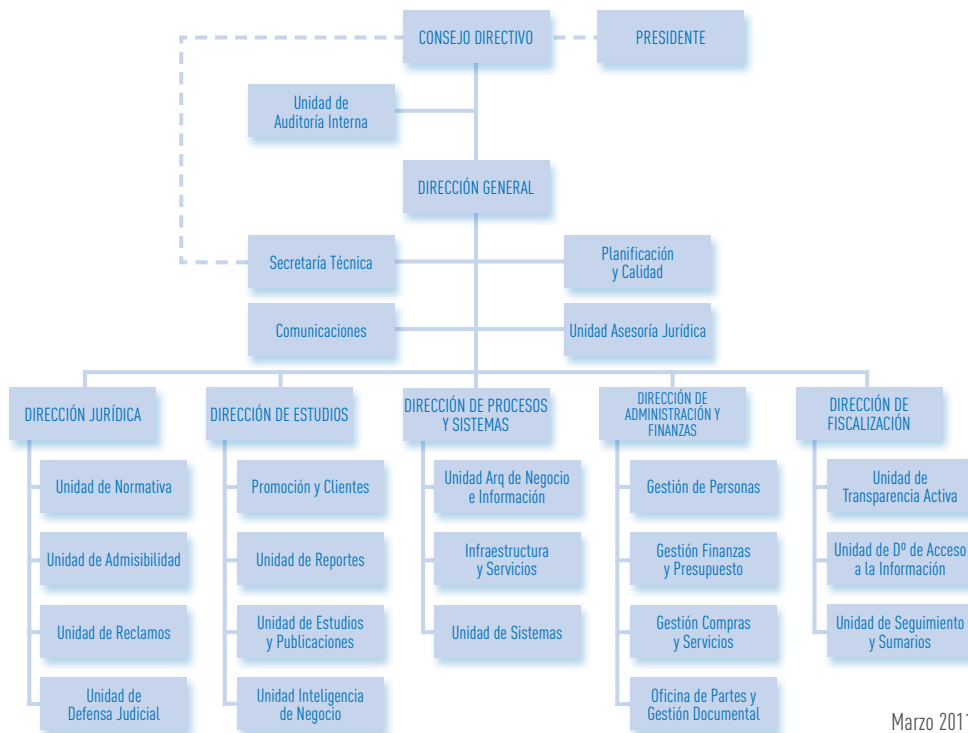 CONSEJO DIRECTIVO
PRESIDENTE
Unidad de
Auditoría Interna
DIRECCIÓN GENERAL
Secretaría Técnica
Planificación
y Calidad
Comunicaciones
Unidad Asesoría Jurídica
DIRECCIÓN JURÍDICA
DIRECCIÓN DE ESTUDIOS
DIRECCIÓN DE PROCESOS
Y SISTEMAS
DIRECCIÓN DE
ADMINISTRACIÓN Y
FINANZAS
DIRECCIÓN DE
FISCALIZACIÓN
Unidad de Normativa
Promoción y Clientes
Unidad Arq de Negocio
e Información
Gestión de Personas
Unidad de
Transparencia Activa
Unidad de Admisibilidad
Unidad de Reportes
Infraestructura
y Servicios
Gestión Finanzas
y Presupuesto
Unidad de Dº de Acceso
a la Información
Unidad de Reclamos
Unidad de Estudios
y Publicaciones
Unidad de Sistemas
Gestión Compras
y Servicios
Unidad de Seguimiento
y Sumarios
Unidad de
Defensa Judicial
Unidad Inteligencia
de Negocio
Oficina de Partes y
Gestión Documental
Marzo 2011